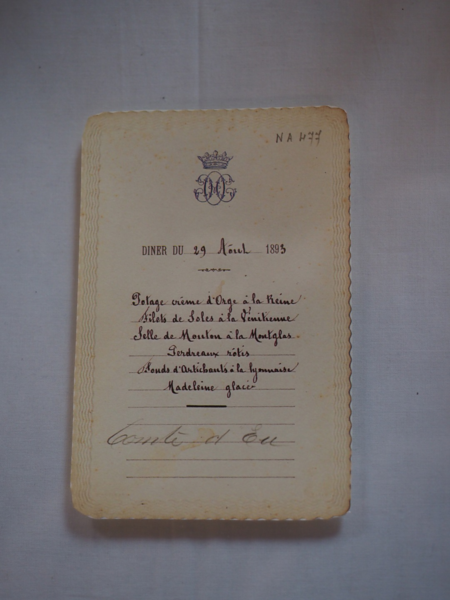 NA 477
DINER DU 29 Aôut 1893
Potage crème d'Orge à la Reine
Filets de Soles à la Vénitienne
Selle de Mouton à la Montglas
Perdreaux rôtis
Fonds d'Artichauts à la lyonnaise
Madeleine glacée
Comte d'Eu